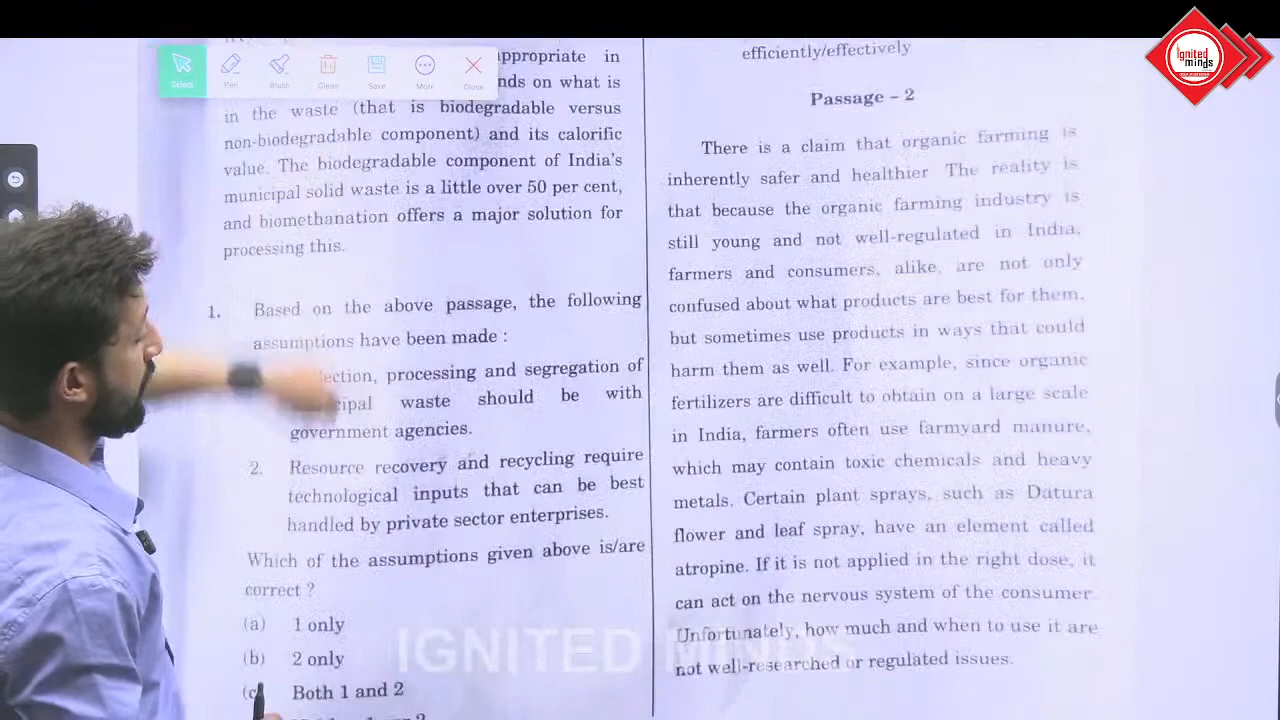 appropriate in
nds on what is
in the waste (that is biodegradable versus
non-biodegradable component) and its calorific
value. The biodegradable component of India's
municipal solid waste is a little over 50 per cent,
and biomethanation offers a major solution for
processing this.
1. Based on the above passage, the following
assumptions have been made :
ection, processing and segregation of
cipal waste should be with
government agencies.
2. Resource recovery and recycling require
technological inputs that can be best
handled by private sector enterprises.
Which of the assumptions given above is/are
correct ?
(a) 1 only
(b) 2 only
(c Both 1 and 2
efficiently/effectively
Passage – 2
There is a claim that organic farming is
inherently safer and healthier The reality is
that because the organic farming industry is
still young and not well-regulated in India,
farmers and consumers, alike, are not only
confused about what products are best for them,
but sometimes use products in ways that could
harm them as well. For example, since organic
fertilizers are difficult to obtain on a large scale
in India, farmers often use farmyard manure,
which may contain toxic chemicals and heavy
metals. Certain plant sprays, such as Datura
flower and leaf spray, have an element called
atropine. If it is not applied in the right dose, it
can act on the nervous system of the consumer.
Unfortunately, how much and when to use it are
not well-researched or regulated issues.
Select Pen Brush Clean Save More Close
ignited
minds
IGNITED MINDS